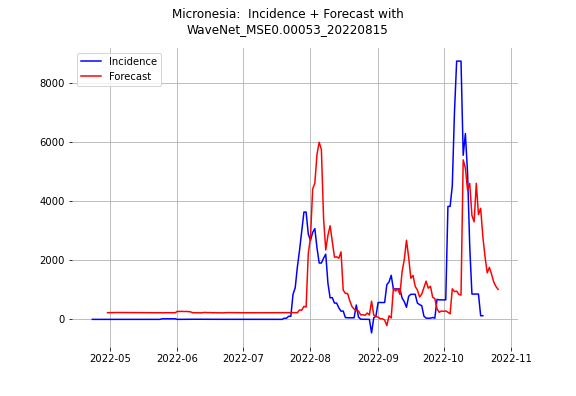 Micronesia:  Incidence + Forecast with
WaveNet_MSE0.00053_20220815
Incidence
Forecast
8000
6000
4000
2000
0
2022-05 2022-06 2022-07 2022-08 2022-09 2022-10 2022-11